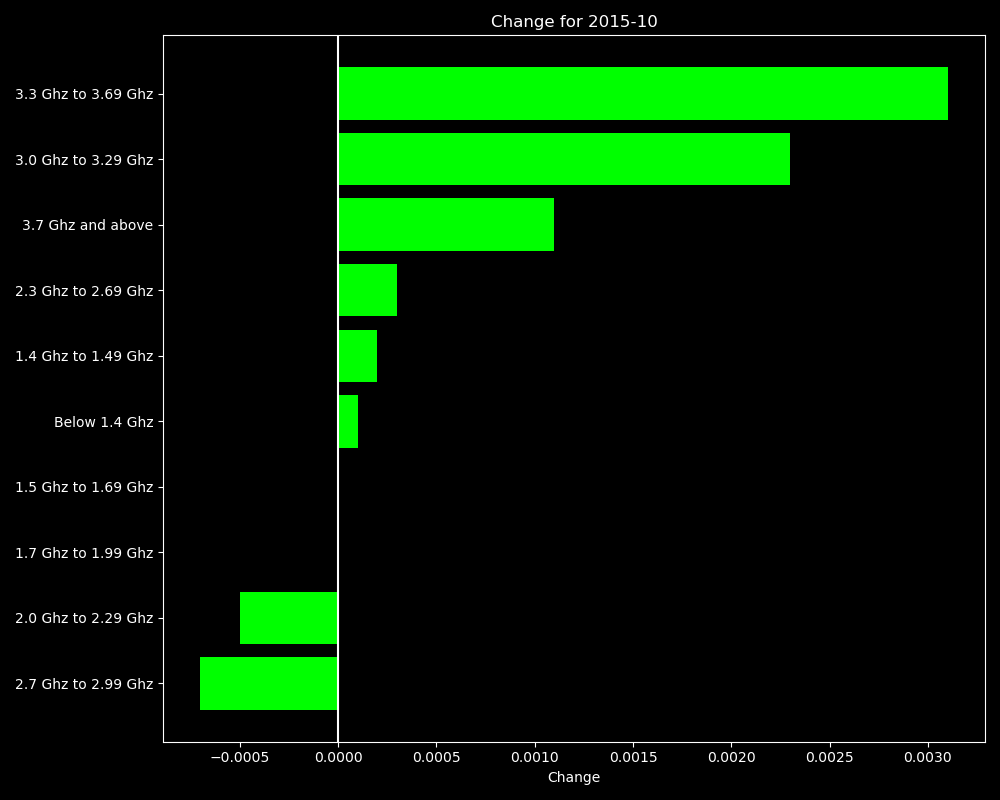 Change for 2015-10
3.3 Ghz to 3.69 Ghz
3.0 Ghz to 3.29 Ghz
3.7 Ghz and above
2.3 Ghz to 2.69 Ghz
1.4 Ghz to 1.49 Ghz
Below 1.4 Ghz
1.5 Ghz to 1.69 Ghz
1.7 Ghz to 1.99 Ghz
2.0 Ghz to 2.29 Ghz
2.7 Ghz to 2.99 Ghz
−0.0005 0.0000 0.0005 0.0010 0.0015 0.0020 0.0025 0.0030
Change